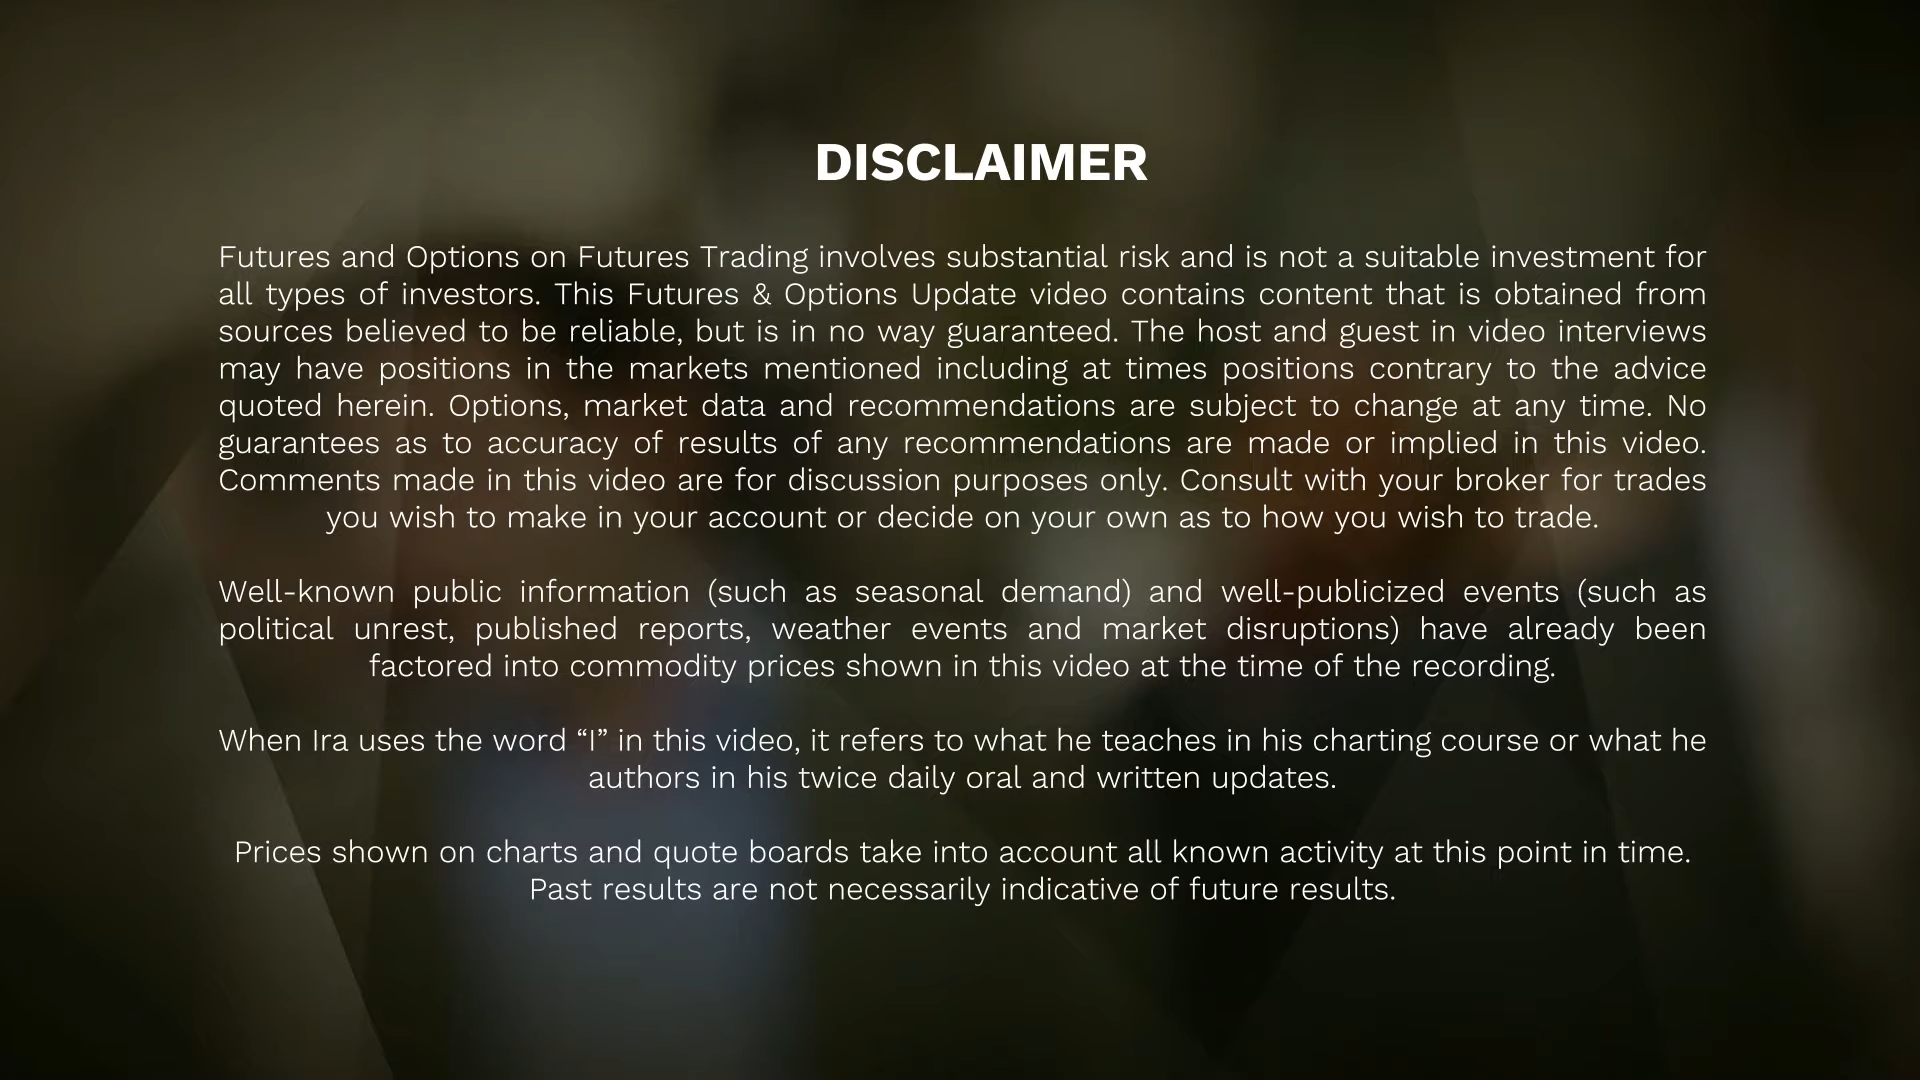 DISCLAIMER
Futures and Options on Futures Trading involves substantial risk and is not a suitable investment for
all types of investors. This Futures & Options Update video contains content that is obtained from
sources believed to be reliable, but is in no way guaranteed. The host and guest in video interviews
may have positions in the markets mentioned including at times positions contrary to the advice
quoted herein. Options, market data and recommendations are subject to change at any time. No
guarantees as to accuracy of results of any recommendations are made or implied in this video.
Comments made in this video are for discussion purposes only. Consult with your broker for trades
you wish to make in your account or decide on your own as to how you wish to trade.
Well-known public information (such as seasonal demand) and well-publicized events (such as
political unrest, published reports, weather events and market disruptions) have already been
factored into commodity prices shown in this video at the time of the recording.
When Ira uses the word “I” in this video, it refers to what he teaches in his charting course or what he
authors in his twice daily oral and written updates.
Prices shown on charts and quote boards take into account all known activity at this point in time.
Past results are not necessarily indicative of future results.